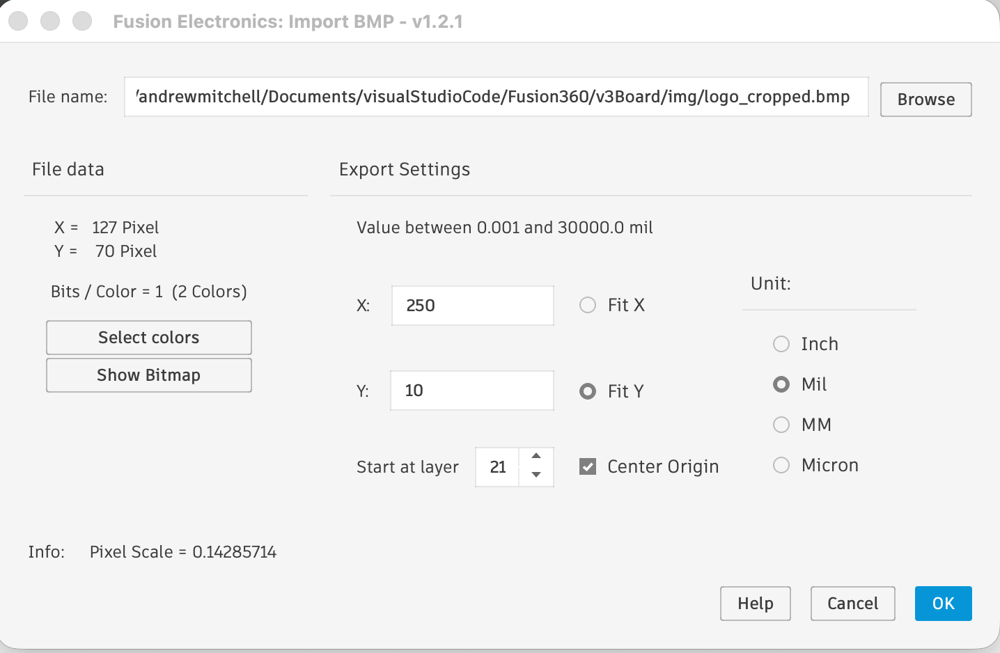 Fusion Electronics: Import BMP - v1.2.1
File name: /andrewmitchell/Documents/visualStudioCode/Fusion360/v3Board/img/logo_cropped.bmp Browse
File data
X = 127 Pixel
Y = 70 Pixel
Bits / Color = 1 (2 Colors)
Select colors
Show Bitmap
Export Settings
Value between 0.001 and 30000.0 mil
X: 250 Fit X
Y: 10 Fit Y
Start at layer 21 Center Origin
Unit:
Inch
Mil
MM
Micron
Info: Pixel Scale = 0.14285714
Help Cancel OK